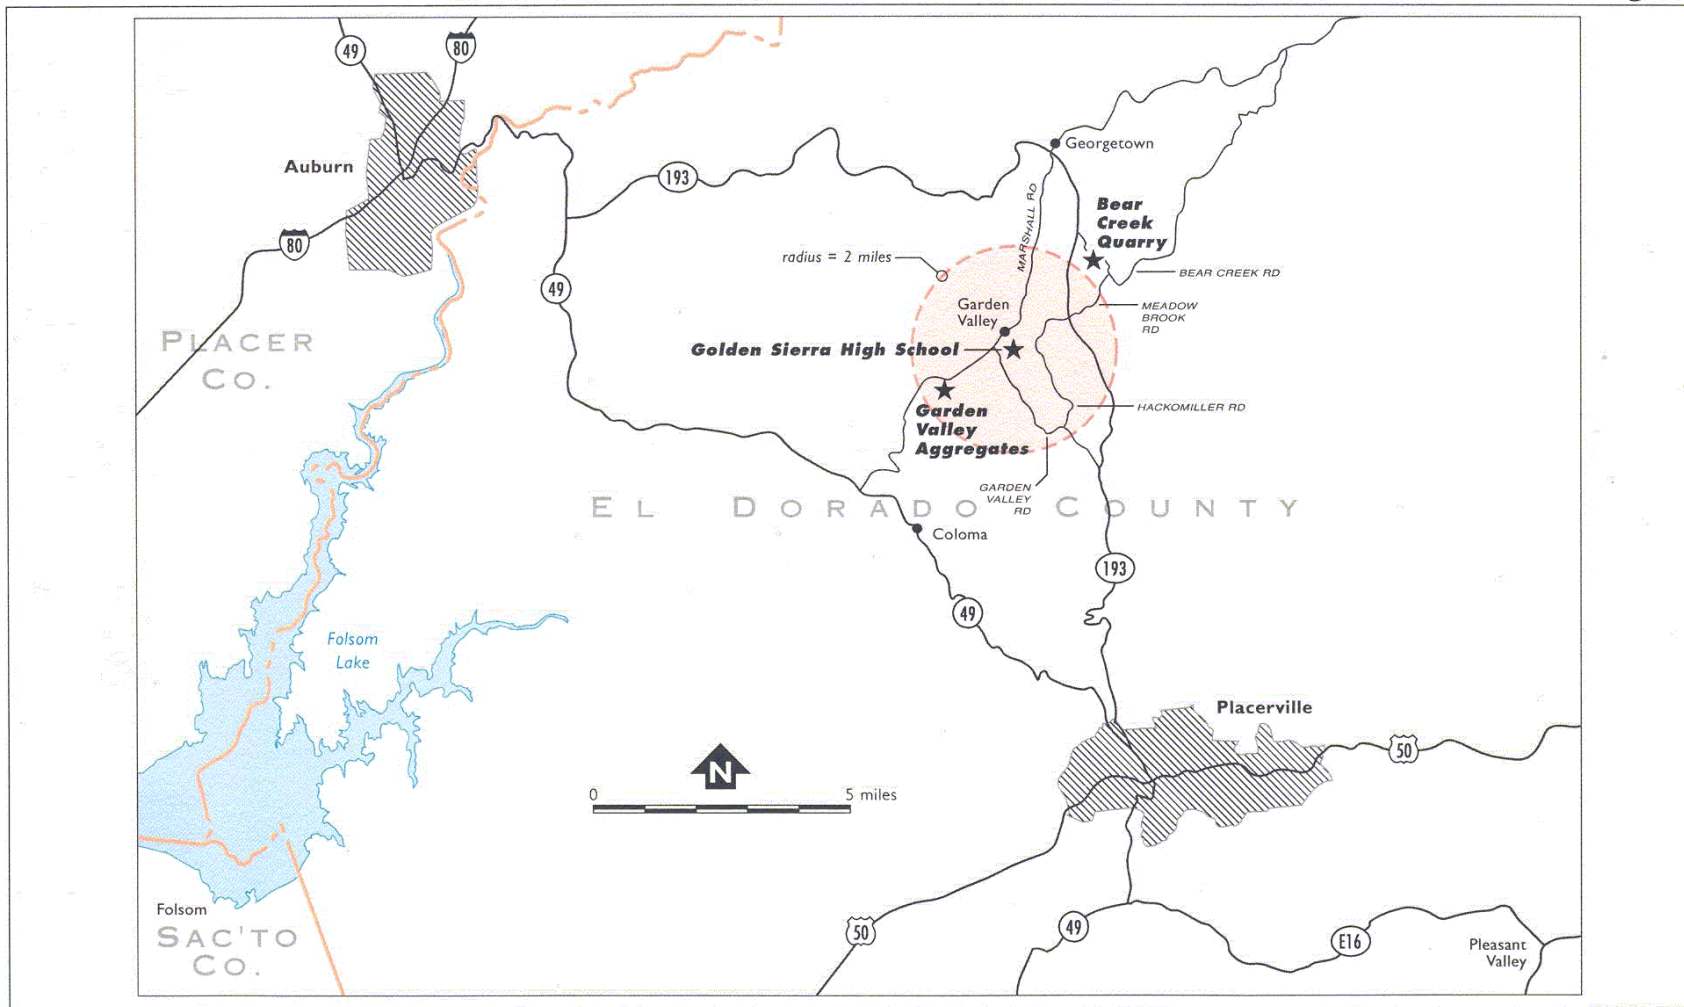 49
80
Auburn
80
PLACER
CO.
193
49
Georgetown
MARSHALL RD
Bear
Creek
Quarry
radius = 2 miles
BEAR CREEK RD
Garden
Valley
MEADOW
BROOK
RD
Golden Sierra High School
HACKOMILLER RD
Garden
Valley
Aggregates
GARDEN
VALLEY
RD
EL DORADO COUNTY
Coloma
193
49
Folsom
Lake
Placerville
50
N
0 5 miles
Folsom
SAC'TO
CO.
50
49
E16
Pleasant
Valley